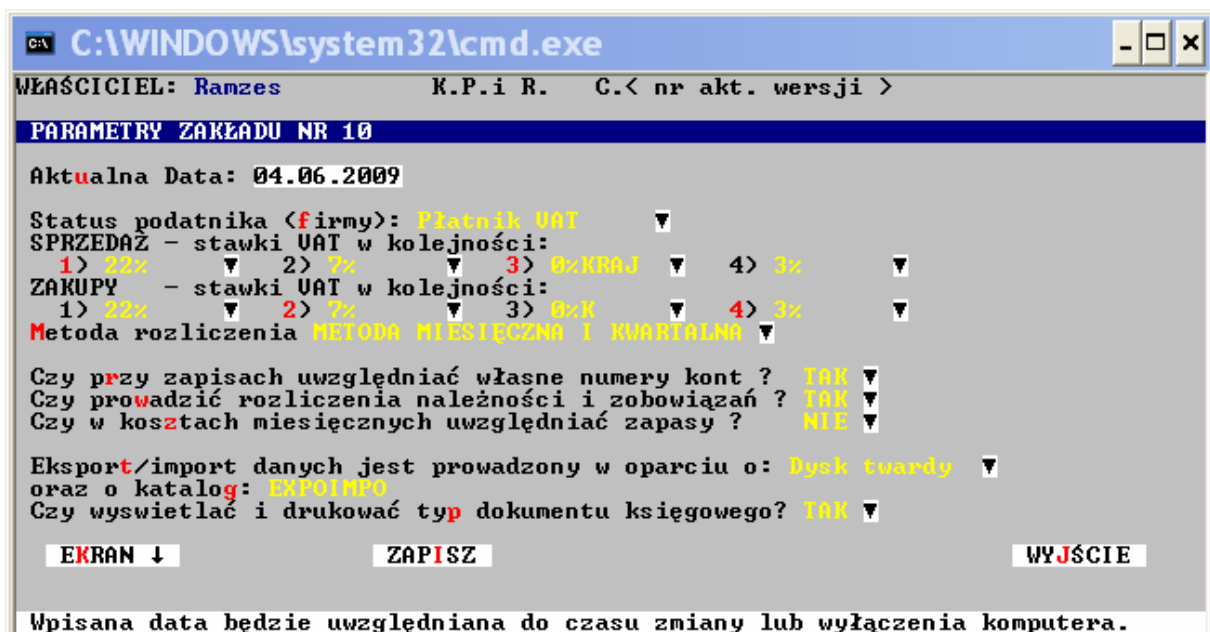 C:\WINDOWS\system32\cmd.exe
WŁAŚCICIEL: Ramzes K.P.i R. C.< nr akt. wersji >
PARAMETRY ZAKŁADU NR 10
Aktualna Data: 04.06.2009
Status podatnika (firmy): Płatnik VAT ▼
SPRZEDAŻ - stawki VAT w kolejności:
1) 22% ▼ 2) 7% ▼ 3) 0%KRAJ ▼ 4) 3% ▼
ZAKUPY - stawki VAT w kolejności:
1) 22% ▼ 2) 7% ▼ 3) 0%K ▼ 4) 3% ▼
Metoda rozliczenia METODA MIESIĘCZNA I KWARTALNA ▼
Czy przy zapisach uwzględniać własne numery kont ? TAK ▼
Czy prowadzić rozliczenia należności i zobowiązań ? TAK ▼
Czy w kosztach miesięcznych uwzględniać zapasy ? NIE ▼
Eksport/import danych jest prowadzony w oparciu o: Dysk twardy ▼
oraz o katalog: EXPOIMPO
Czy wyswietlać i drukować typ dokumentu księgowego? TAK ▼
EKRAN ↓ ZAPISZ WYJŚCIE
Wpisana data będzie uwzględniana do czasu zmiany lub wyłączenia komputera.